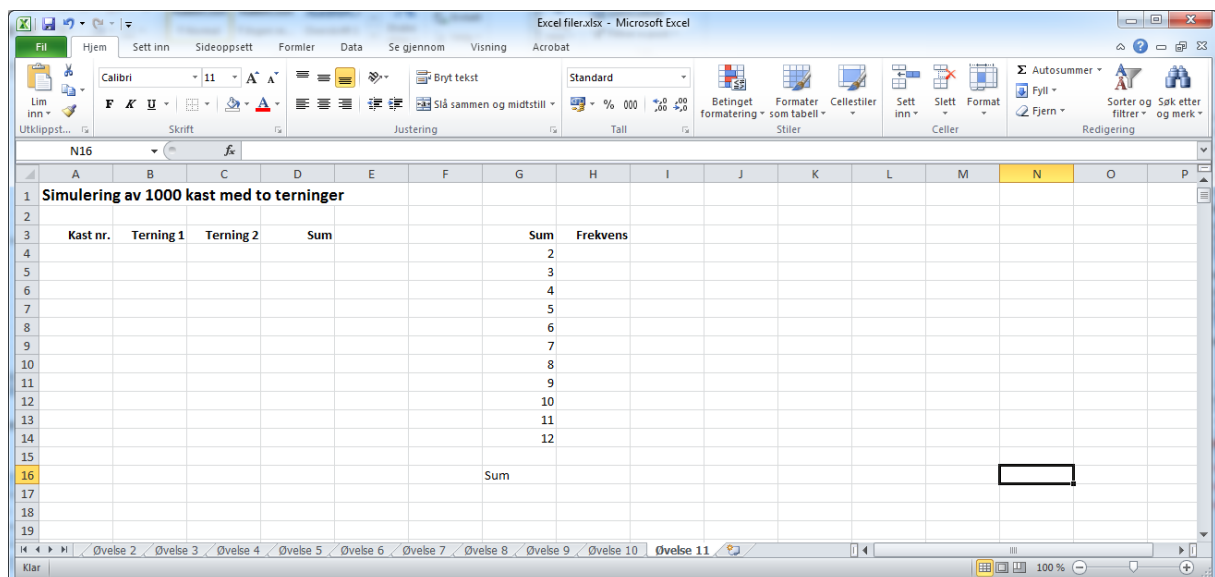 Excel filer.xlsx - Microsoft Excel
Fil Hjem Sett inn Sideoppsett Formler Data Se gjennom Visning Acrobat
Lim inn
Utklippst...
Calibri 11
F K U
Skrift
Bryt tekst
Slå sammen og midtstill
Justering
Standard
% 000 ,00 ,00
Tall
Betinget formatering
Formater som tabell
Cellestiler
Stiler
Sett inn
Slett
Format
Celler
Σ Autosummer
Fyll
Fjern
Sorter og filtrer
Søk etter og merk
Redigering
N16 fx
A B C D E F G H I J K L M N O P
1 Simulering av 1000 kast med to terninger
2
3 Kast nr. Terning 1 Terning 2 Sum Sum Frekvens
4 2
5 3
6 4
7 5
8 6
9 7
10 8
11 9
12 10
13 11
14 12
15
16 Sum
17
18
19
Øvelse 2 Øvelse 3 Øvelse 4 Øvelse 5 Øvelse 6 Øvelse 7 Øvelse 8 Øvelse 9 Øvelse 10 Øvelse 11
Klar 100 %